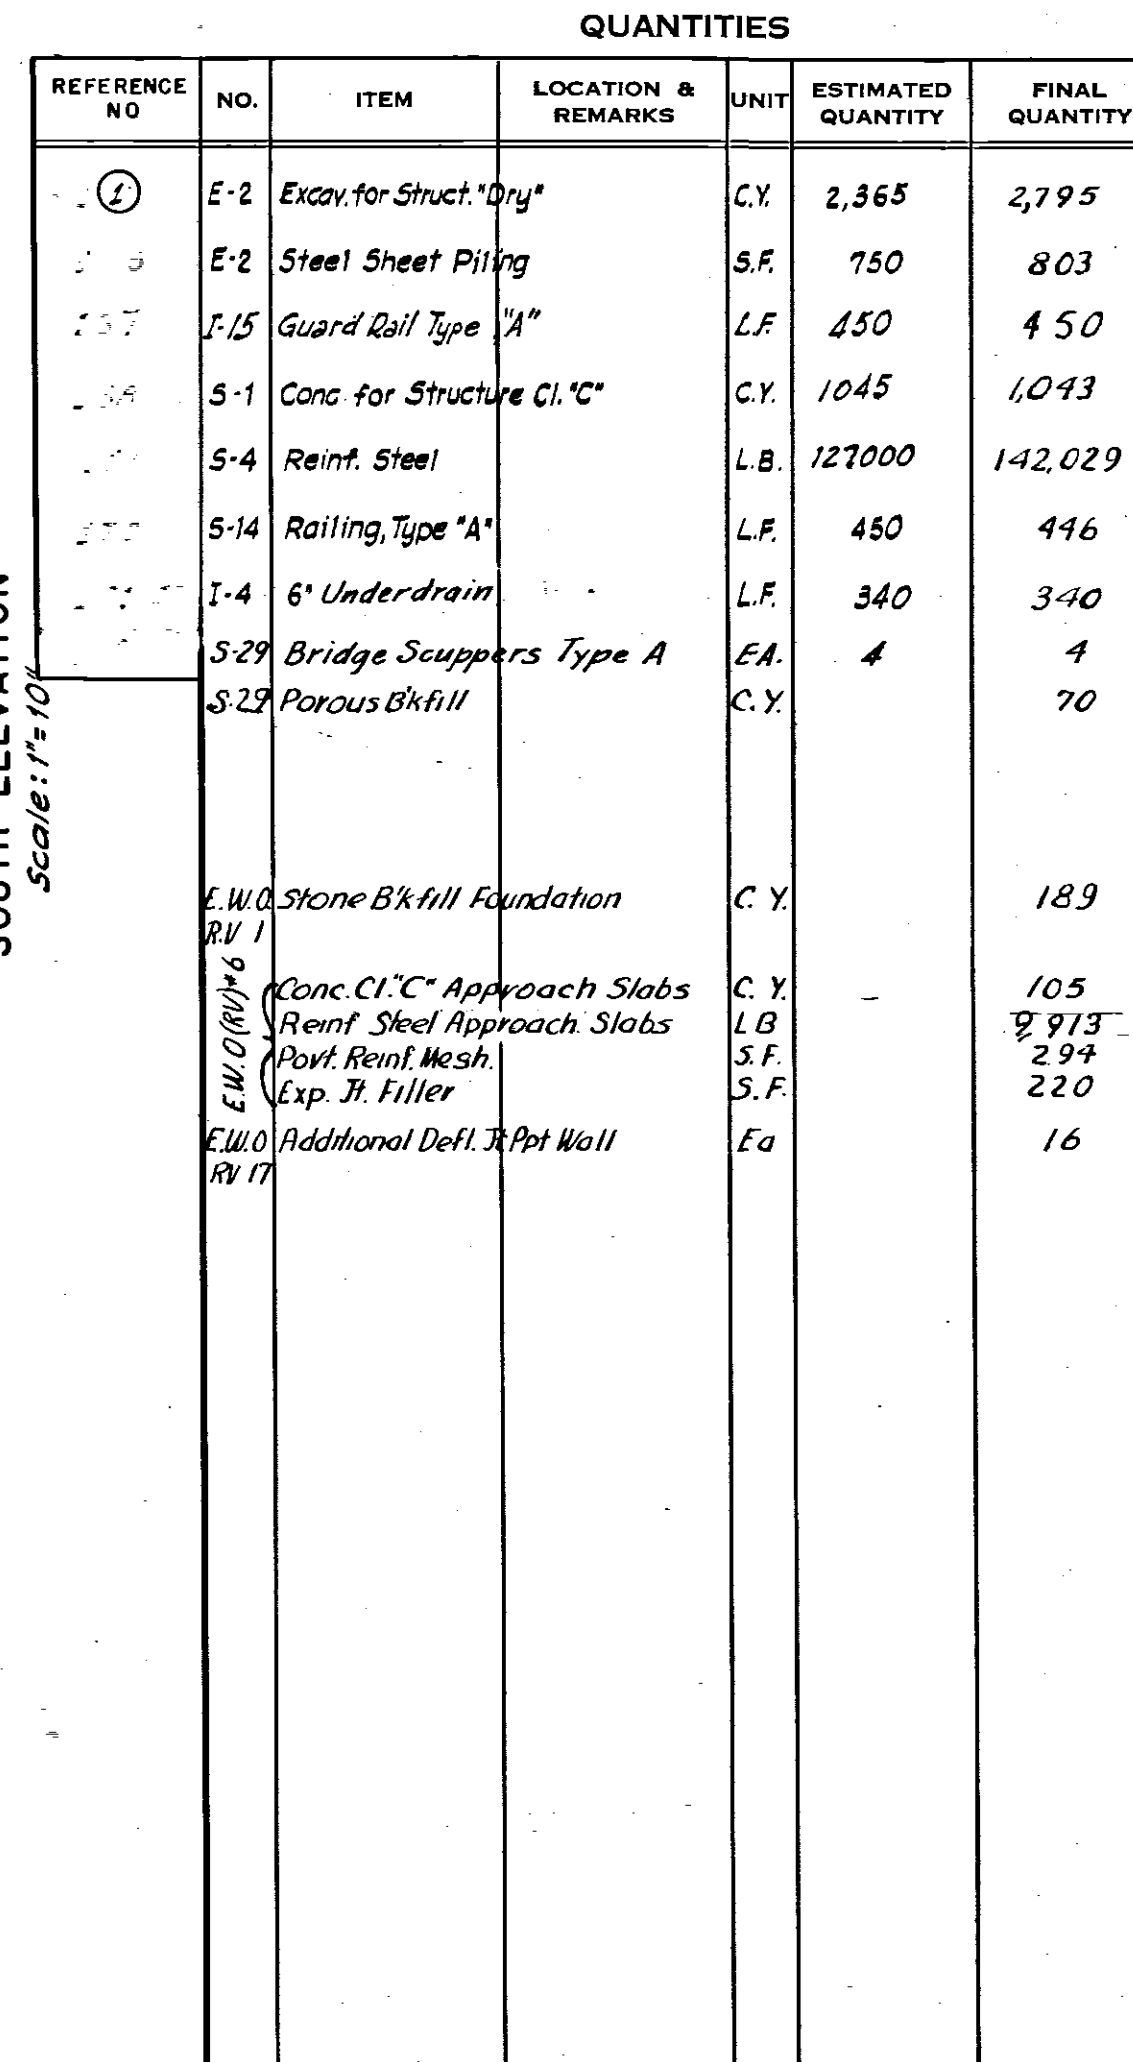 QUANTITIES
REFERENCE NO NO. ITEM LOCATION & REMARKS UNIT ESTIMATED QUANTITY FINAL QUANTITY
1 E-2 Excav. for Struct. "Dry" C.Y. 2,365 2,795
E-2 Steel Sheet Piling S.F. 750 803
I-15 Guard Rail Type "A" L.F. 450 450
S-1 Conc. for Structure Cl. "C" C.Y. 1045 1,043
S-4 Reinf. Steel L.B. 127000 142,029
S-14 Railing, Type "A" L.F. 450 446
I-4 6" Underdrain L.F. 340 340
S-29 Bridge Scuppers Type A EA. 4 4
S-29 Porous B'kfill C.Y. 70
E.W.O. Stone B'kfill Foundation C.Y. 189
R.V 1
E.W.O(RV)#6
Conc. Cl. "C" Approach Slabs C.Y. – 105
Reinf Steel Approach Slabs LB 9 913
Pavt. Reinf. Mesh. S.F. 294
Exp. Jt. Filler S.F. 220
E.W.O Additional Defl. Jt Ppt Wall Ea 16
RV 17
SOUTH ELEVATION
Scale: 1"=10"